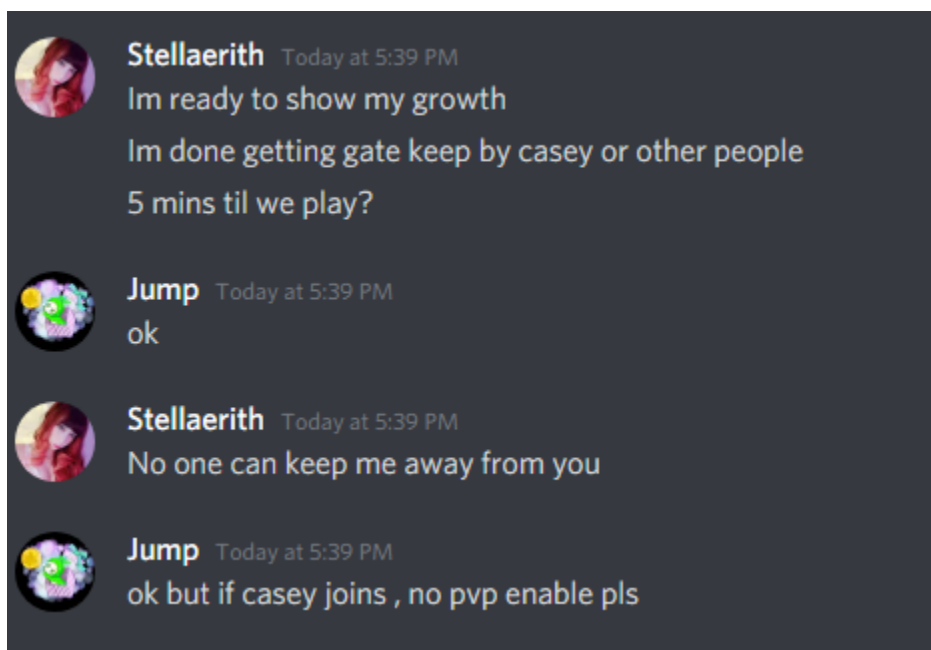 Stellaerith Today at 5:39 PM
Im ready to show my growth
Im done getting gate keep by casey or other people
5 mins til we play?
Jump Today at 5:39 PM
ok
Stellaerith Today at 5:39 PM
No one can keep me away from you
Jump Today at 5:39 PM
ok but if casey joins , no pvp enable pls